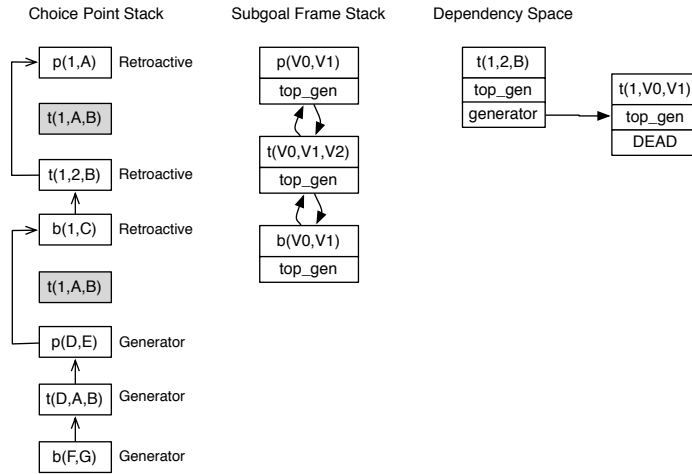 Choice Point Stack
p(1,A) Retroactive
t(1,A,B)
t(1,2,B) Retroactive
b(1,C) Retroactive
t(1,A,B)
p(D,E) Generator
t(D,A,B) Generator
b(F,G) Generator
Subgoal Frame Stack
p(V0,V1)
top_gen
t(V0,V1,V2)
top_gen
b(V0,V1)
top_gen
Dependency Space
t(1,2,B)
top_gen
generator
t(1,V0,V1)
top_gen
DEAD